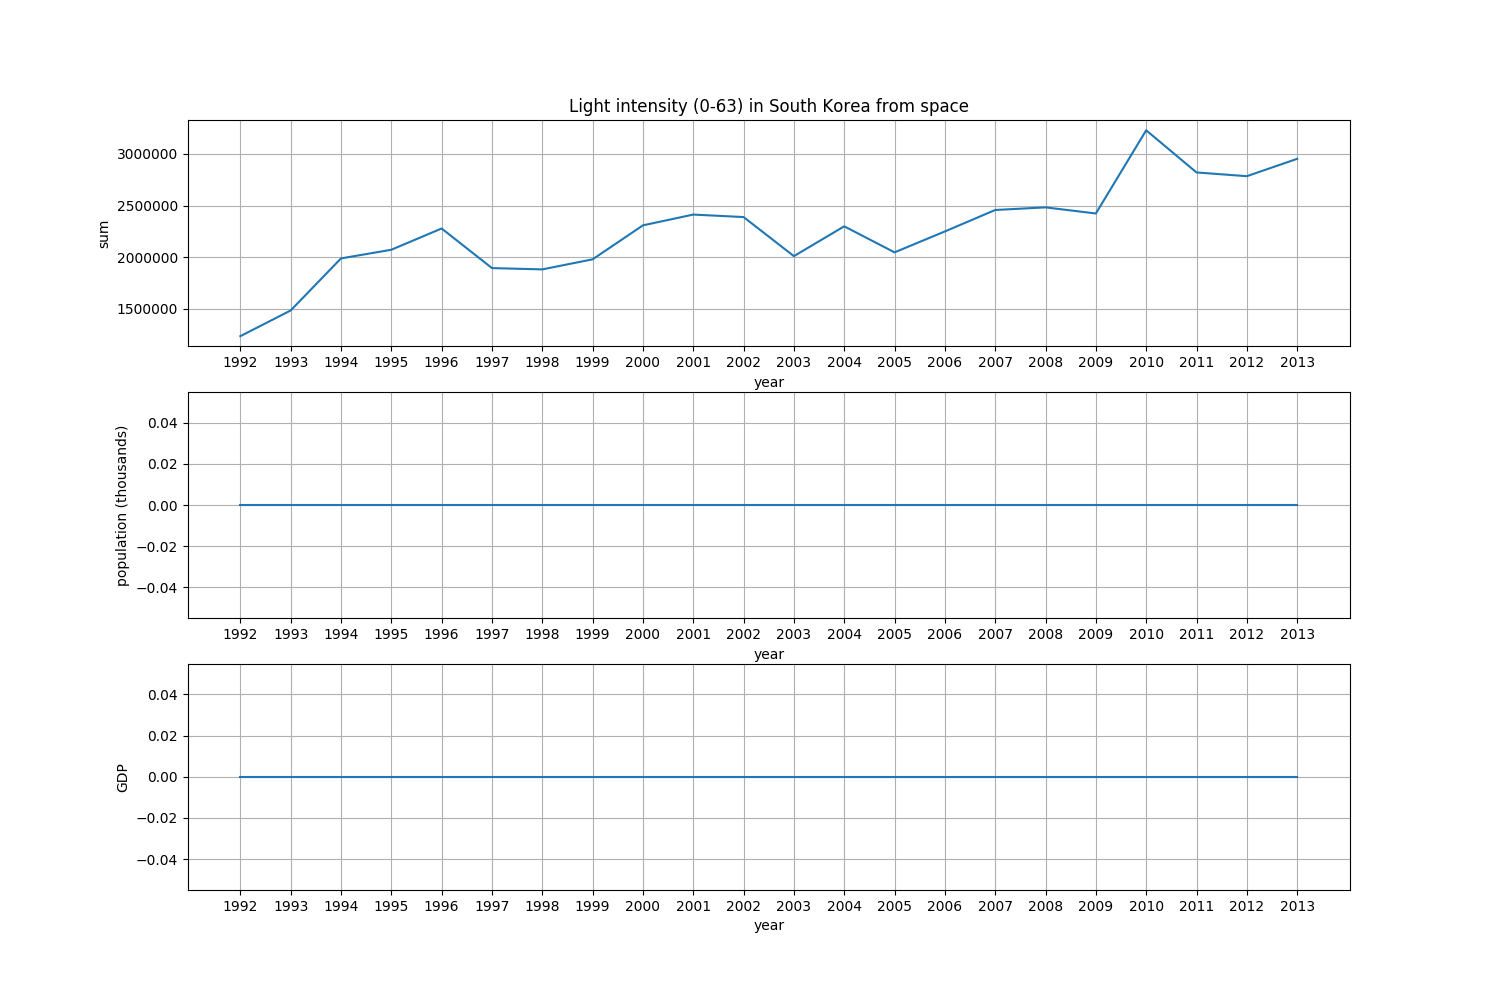 Light intensity (0-63) in South Korea from space
3000000
2500000
2000000
1500000
sum
1992 1993 1994 1995 1996 1997 1998 1999 2000 2001 2002 2003 2004 2005 2006 2007 2008 2009 2010 2011 2012 2013
year
0.04
0.02
0.00
−0.02
−0.04
population (thousands)
1992 1993 1994 1995 1996 1997 1998 1999 2000 2001 2002 2003 2004 2005 2006 2007 2008 2009 2010 2011 2012 2013
year
0.04
0.02
0.00
−0.02
−0.04
GDP
1992 1993 1994 1995 1996 1997 1998 1999 2000 2001 2002 2003 2004 2005 2006 2007 2008 2009 2010 2011 2012 2013
year